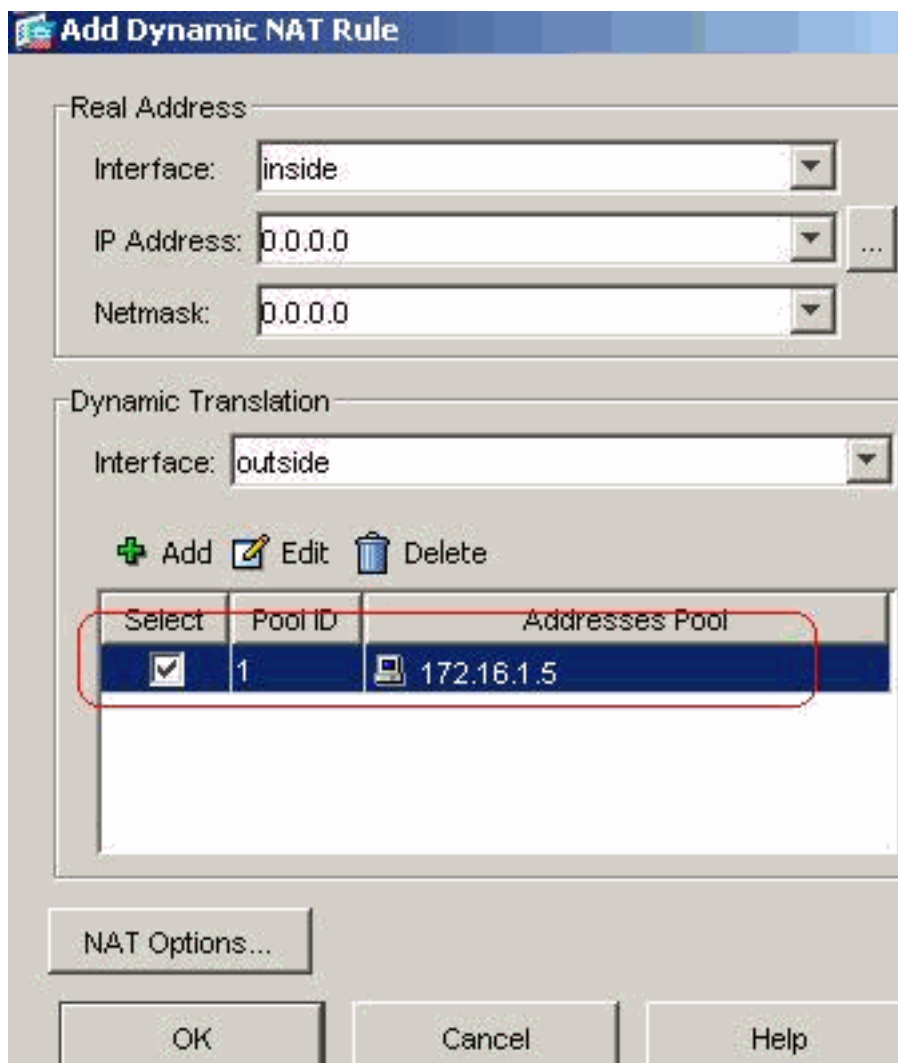 Add Dynamic NAT Rule
Real Address
Interface: inside
IP Address: 0.0.0.0 ...
Netmask: 0.0.0.0
Dynamic Translation
Interface: outside
Add Edit Delete
Select Pool ID Addresses Pool
1 172.16.1.5
NAT Options...
OK Cancel Help